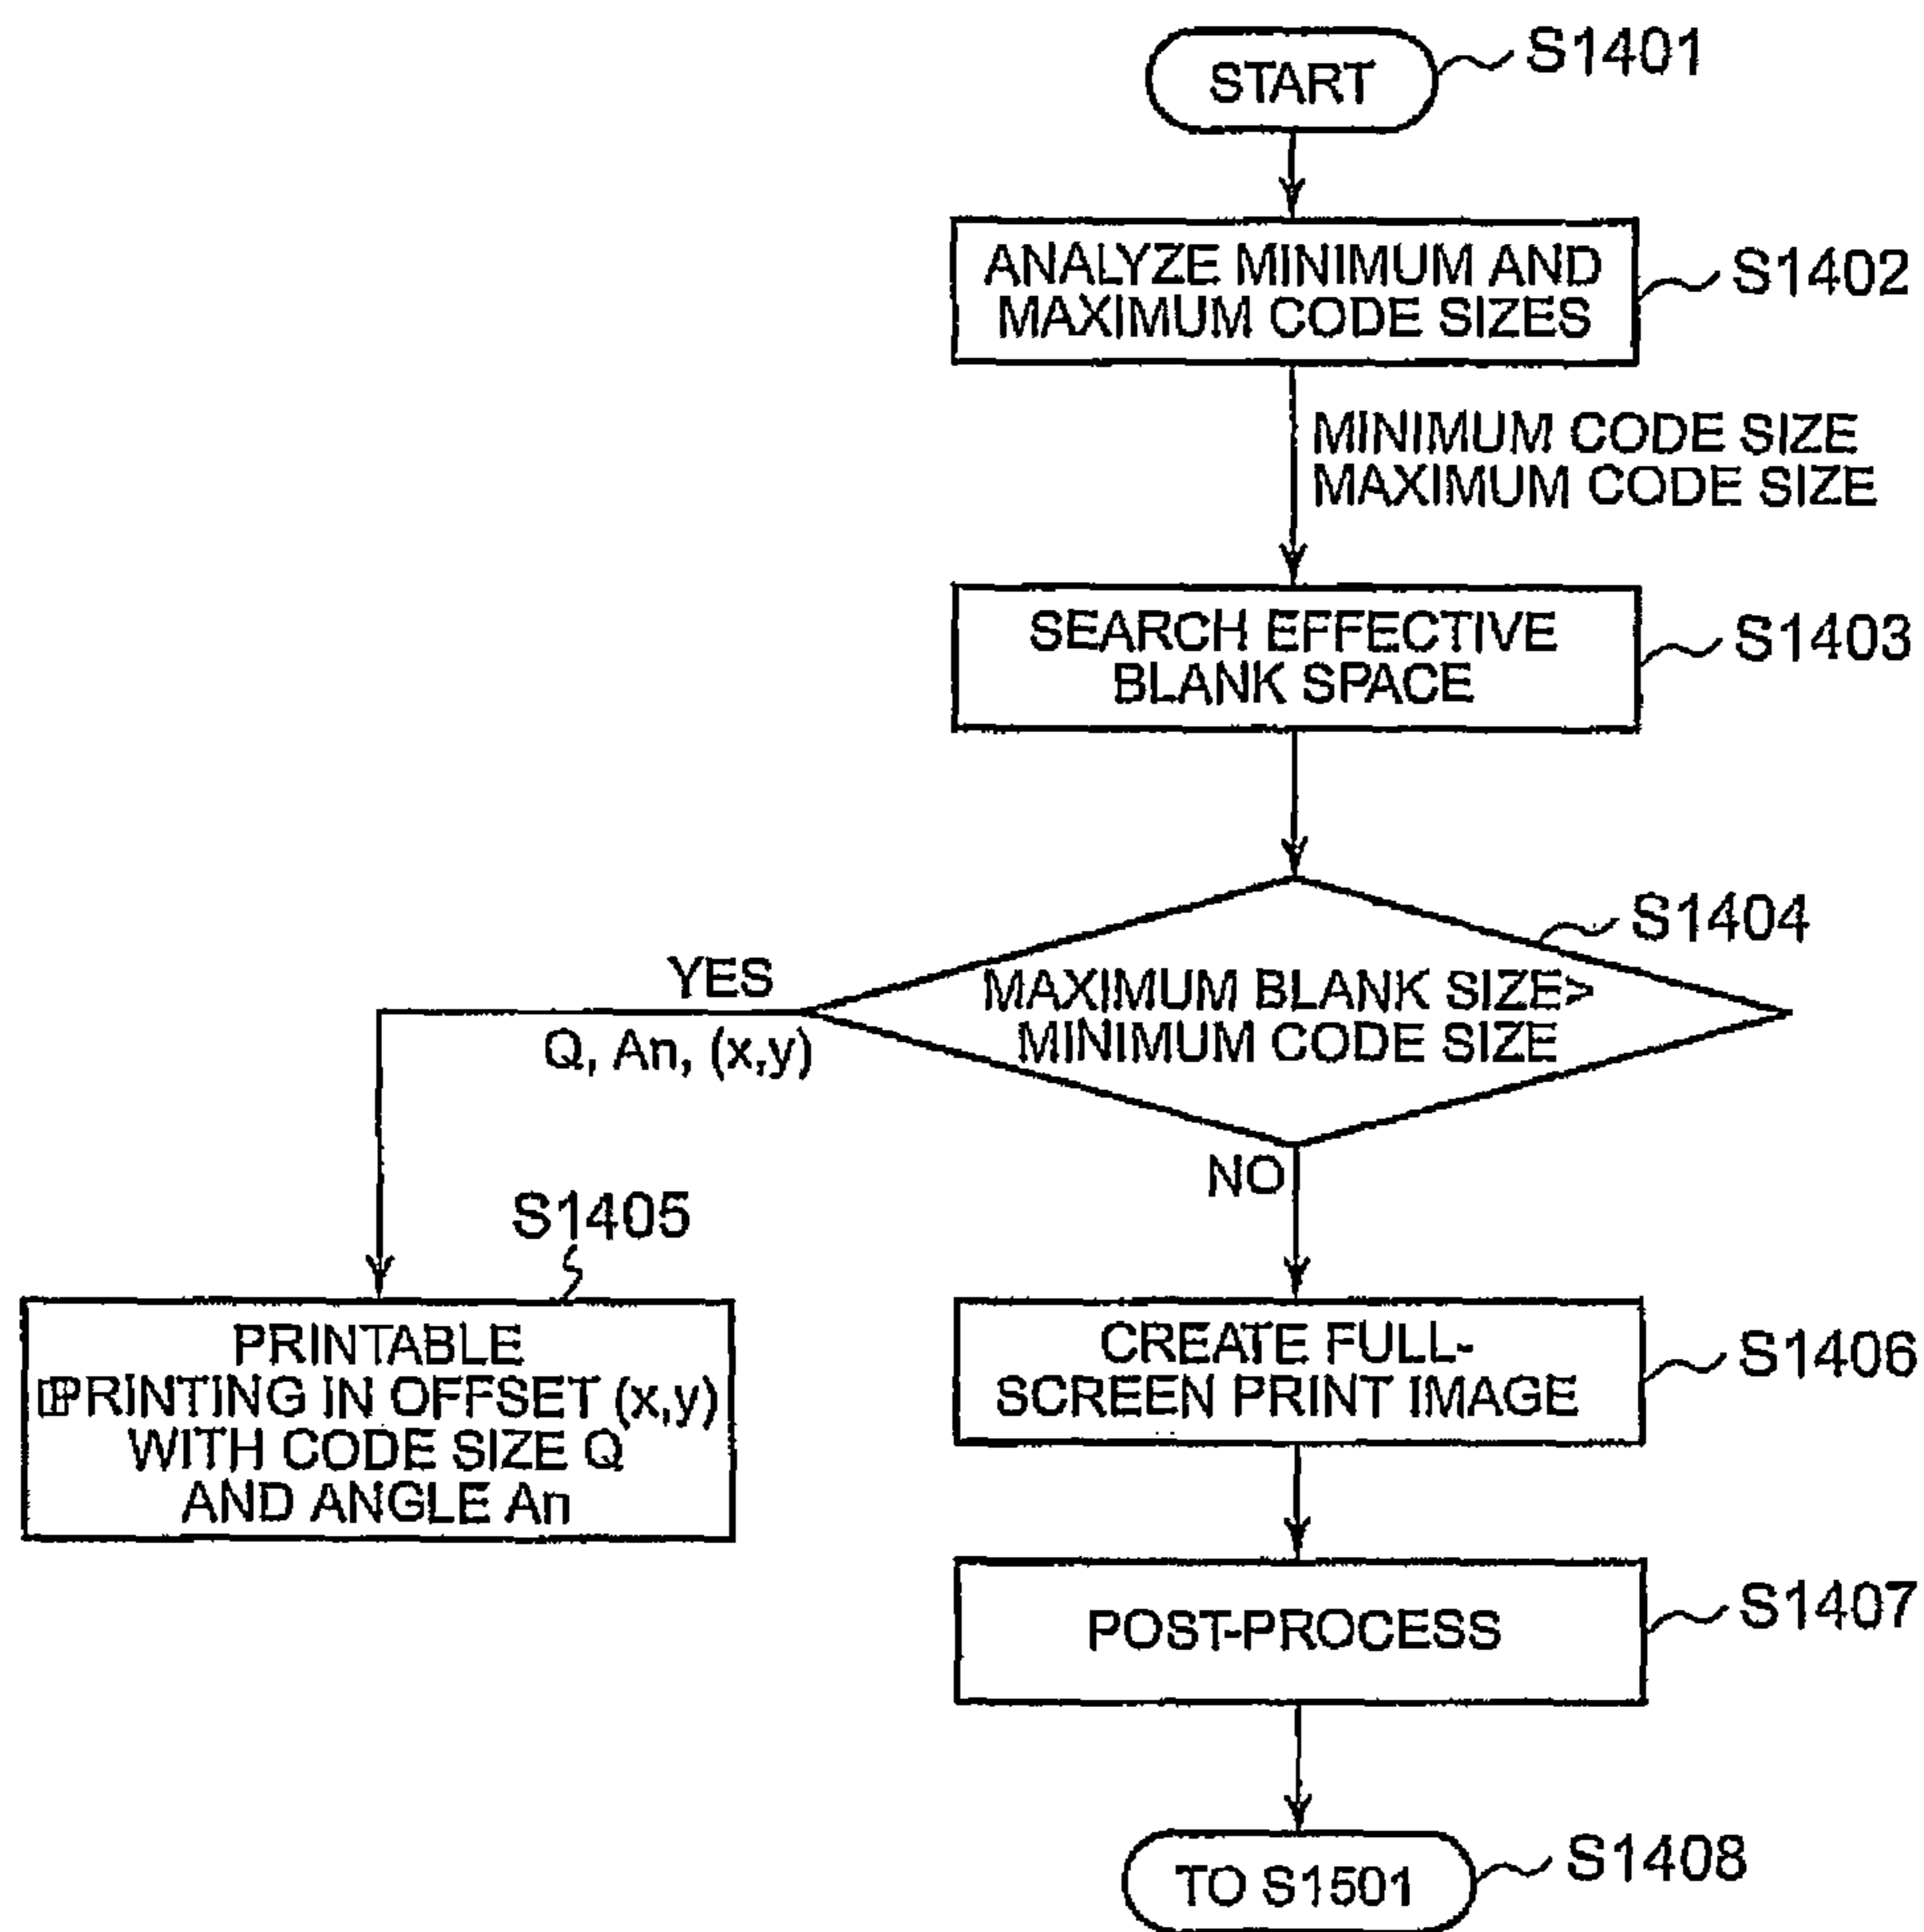 START
S1401
ANALYZE MINIMUM AND
MAXIMUM CODE SIZES
S1402
MINIMUM CODE SIZE
MAXIMUM CODE SIZE
SEARCH EFFECTIVE
BLANK SPACE
S1403
S1404
MAXIMUM BLANK SIZE>
MINIMUM CODE SIZE
YES
Q, An, (x,y)
NO
S1405
PRINTABLE
PRINTING IN OFFSET (x,y)
WITH CODE SIZE Q
AND ANGLE An
CREATE FULL-
SCREEN PRINT IMAGE
S1406
POST-PROCESS
S1407
TO S1501
S1408